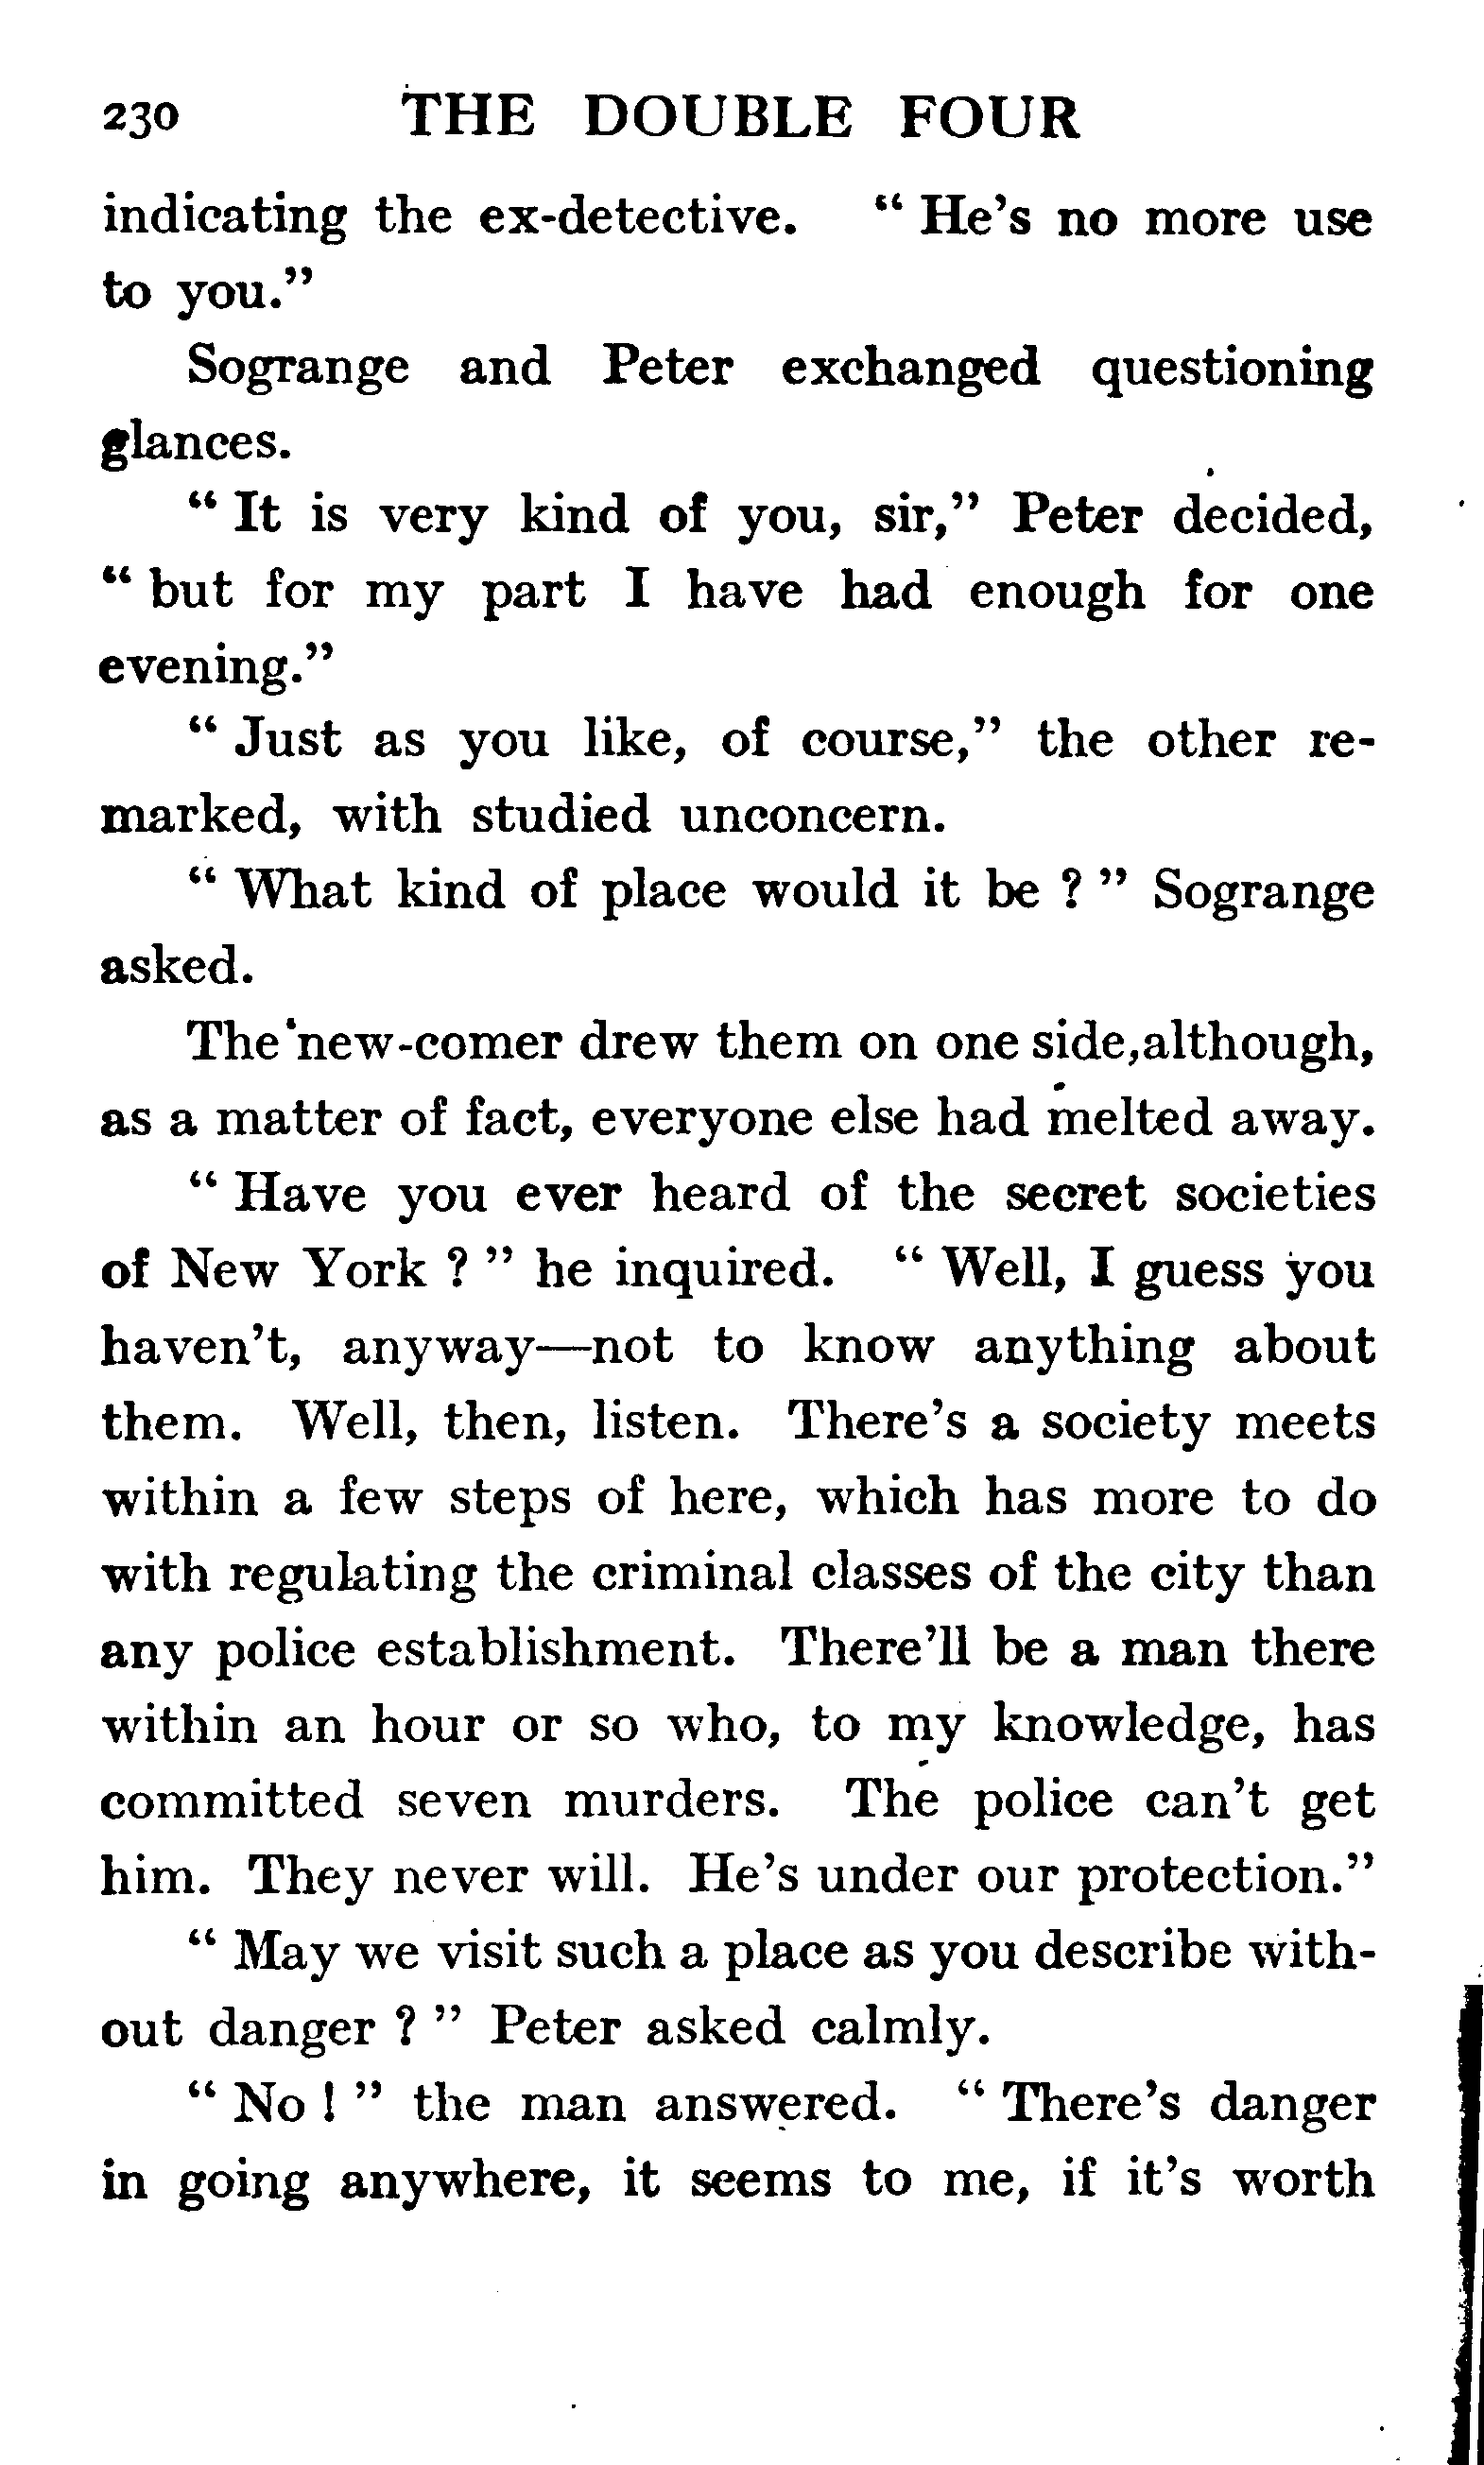 230 THE DOUBLE FOUR
indicating the ex-detective. “ He’s no more use
to you.”
Sogrange and Peter exchanged questioning
glances.
“ It is very kind of you, sir,” Peter decided,
“ but for my part I have had enough for one
evening.”
“ Just as you like, of course,” the other re-
marked, with studied unconcern.
“ What kind of place would it be ? ” Sogrange
asked.
The new-comer drew them on one side,although,
as a matter of fact, everyone else had melted away.
“ Have you ever heard of the secret societies
of New York ? ” he inquired. “ Well, I guess you
haven’t, anyway—not to know anything about
them. Well, then, listen. There’s a society meets
within a few steps of here, which has more to do
with regulating the criminal classes of the city than
any police establishment. There’ll be a man there
within an hour or so who, to my knowledge, has
committed seven murders. The police can’t get
him. They never will. He’s under our protection.”
“ May we visit such a place as you describe with-
out danger ? ” Peter asked calmly.
“ No ! ” the man answered. “ There’s danger
in going anywhere, it seems to me, if it’s worth